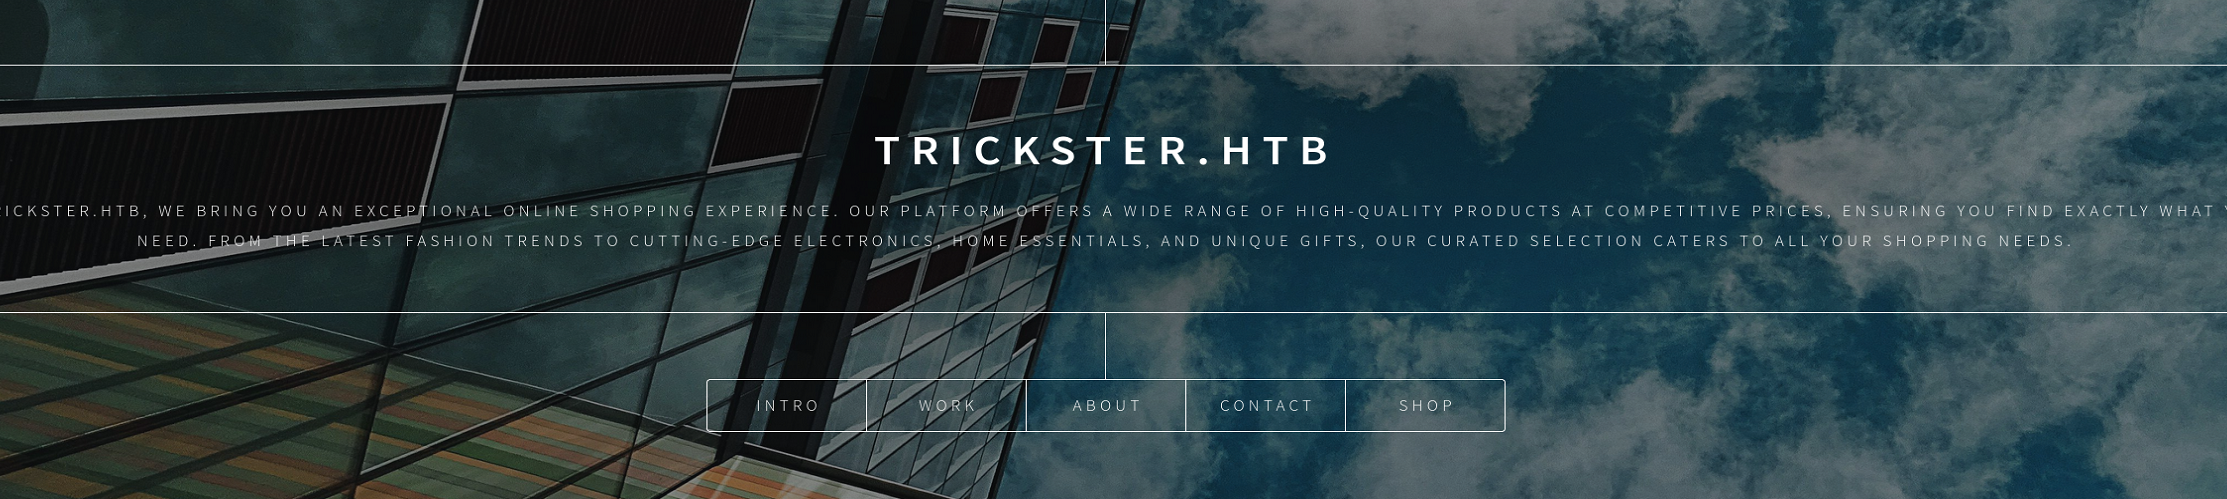 TRICKSTER.HTB
RICKSTER.HTB, WE BRING YOU AN EXCEPTIONAL ONLINE SHOPPING EXPERIENCE. OUR PLATFORM OFFERS A WIDE RANGE OF HIGH-QUALITY PRODUCTS AT COMPETITIVE PRICES, ENSURING YOU FIND EXACTLY WHAT Y
NEED. FROM THE LATEST FASHION TRENDS TO CUTTING-EDGE ELECTRONICS, HOME ESSENTIALS, AND UNIQUE GIFTS, OUR CURATED SELECTION CATERS TO ALL YOUR SHOPPING NEEDS.
INTRO WORK ABOUT CONTACT SHOP